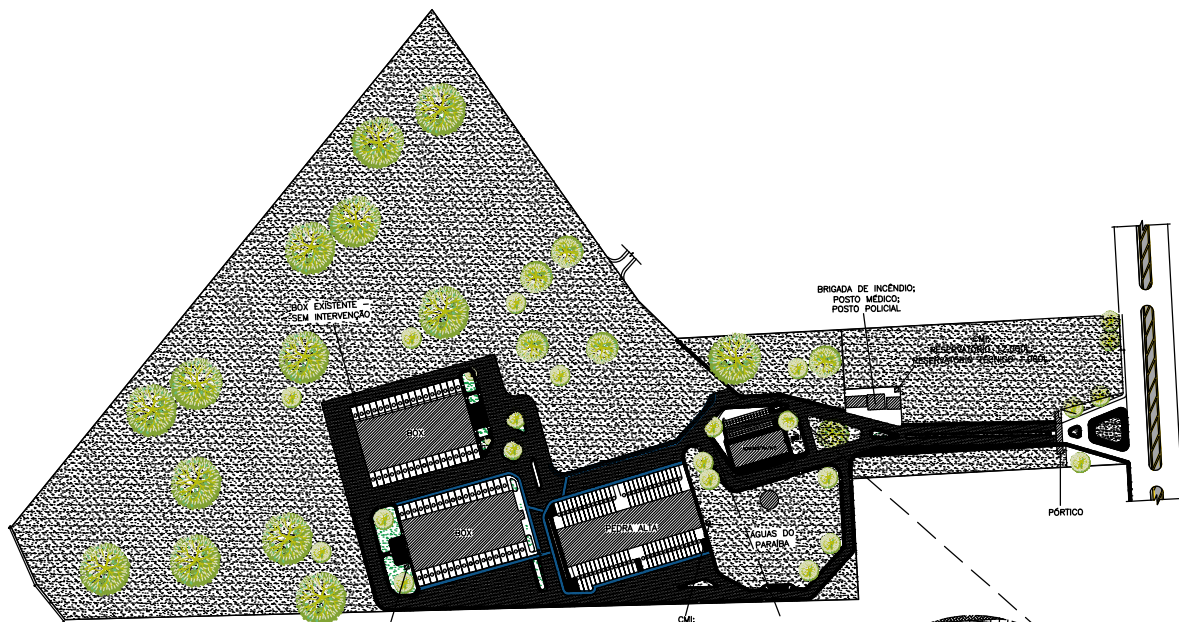 BRIGADA DE INCÊNDIO;
POSTO MÉDICO;
POSTO POLICIAL
BOX EXISTENTE –
SEM INTERVENÇÃO
BOX
BOX
PEDRA ALTA
ÁGUAS DO
PARAÍBA
PÓRTICO
CMI: